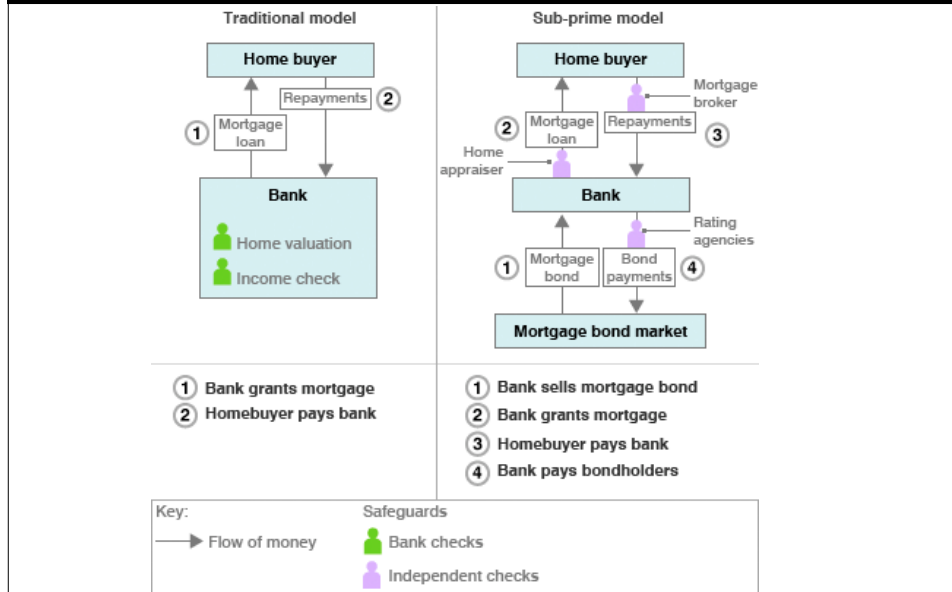 Traditional model
Home buyer
Repayments
2
1
Mortgage
loan
Bank
Home valuation
Income check
1 Bank grants mortgage
2 Homebuyer pays bank
Sub-prime model
Home buyer
Mortgage
broker
2
Mortgage
loan
Repayments
3
Home
appraiser
Bank
Rating
agencies
1
Mortgage
bond
Bond
payments
4
Mortgage bond market
1 Bank sells mortgage bond
2 Bank grants mortgage
3 Homebuyer pays bank
4 Bank pays bondholders
Key:
Flow of money
Safeguards
Bank checks
Independent checks